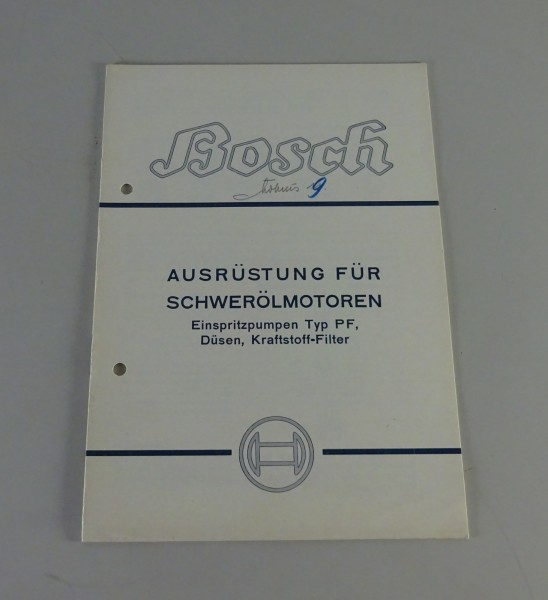 Bosch
9
AUSRÜSTUNG FÜR
SCHWERÖLMOTOREN
Einspritzpumpen Typ PF,
Düsen, Kraftstoff-Filter